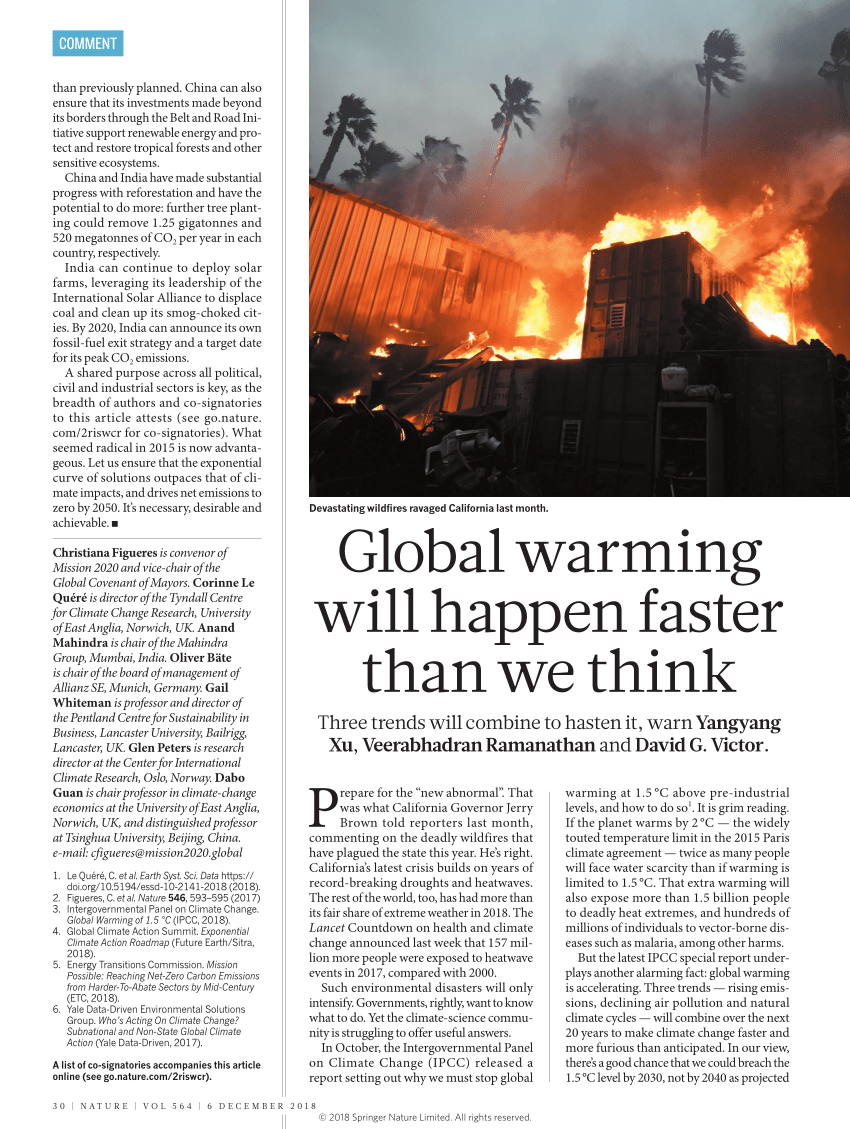 COMMENT
than previously planned. China can also
ensure that its investments made beyond
its borders through the Belt and Road Ini-
tiative support renewable energy and pro-
tect and restore tropical forests and other
sensitive ecosystems.
China and India have made substantial
progress with reforestation and have the
potential to do more: further tree plant-
ing could remove 1.25 gigatonnes and
520 megatonnes of CO₂ per year in each
country, respectively.
India can continue to deploy solar
farms, leveraging its leadership of the
International Solar Alliance to displace
coal and clean up its smog-choked cit-
ies. By 2020, India can announce its own
fossil-fuel exit strategy and a target date
for its peak CO₂ emissions.
A shared purpose across all political,
civil and industrial sectors is key, as the
breadth of authors and co-signatories
to this article attests (see go.nature.
com/2riswcr for co-signatories). What
seemed radical in 2015 is now advanta-
geous. Let us ensure that the exponential
curve of solutions outpaces that of cli-
mate impacts, and drives net emissions to
zero by 2050. It's necessary, desirable and
achievable. ■
Christiana Figueres is convenor of
Mission 2020 and vice-chair of the
Global Covenant of Mayors. Corinne Le
Quéré is director of the Tyndall Centre
for Climate Change Research, University
of East Anglia, Norwich, UK. Anand
Mahindra is chair of the Mahindra
Group, Mumbai, India. Oliver Bäte
is chair of the board of management of
Allianz SE, Munich, Germany. Gail
Whiteman is professor and director of
the Pentland Centre for Sustainability in
Business, Lancaster University, Bailrigg,
Lancaster, UK. Glen Peters is research
director at the Center for International
Climate Research, Oslo, Norway. Dabo
Guan is chair professor in climate-change
economics at the University of East Anglia,
Norwich, UK, and distinguished professor
at Tsinghua University, Beijing, China.
e-mail: cfigueres@mission2020.global
1. Le Quéré, C. et al. Earth Syst. Sci. Data https://
doi.org/10.5194/essd-10-2141-2018 (2018).
2. Figueres, C. et al. Nature 546, 593–595 (2017)
3. Intergovernmental Panel on Climate Change.
Global Warming of 1.5 °C (IPCC, 2018).
4. Global Climate Action Summit. Exponential
Climate Action Roadmap (Future Earth/Sitra,
2018).
5. Energy Transitions Commission. Mission
Possible: Reaching Net-Zero Carbon Emissions
from Harder-To-Abate Sectors by Mid-Century
(ETC, 2018).
6. Yale Data-Driven Environmental Solutions
Group. Who's Acting On Climate Change?
Subnational and Non-State Global Climate
Action (Yale Data-Driven, 2017).
A list of co-signatories accompanies this article
online (see go.nature.com/2riswcr).
Devastating wildfires ravaged California last month.
Global warming
will happen faster
than we think
Three trends will combine to hasten it, warn Yangyang
Xu, Veerabhadran Ramanathan and David G. Victor.
Prepare for the “new abnormal”. That
was what California Governor Jerry
Brown told reporters last month,
commenting on the deadly wildfires that
have plagued the state this year. He's right.
California's latest crisis builds on years of
record-breaking droughts and heatwaves.
The rest of the world, too, has had more than
its fair share of extreme weather in 2018. The
Lancet Countdown on health and climate
change announced last week that 157 mil-
lion more people were exposed to heatwave
events in 2017, compared with 2000.
Such environmental disasters will only
intensify. Governments, rightly, want to know
what to do. Yet the climate-science commu-
nity is struggling to offer useful answers.
In October, the Intergovernmental Panel
on Climate Change (IPCC) released a
report setting out why we must stop global
warming at 1.5 °C above pre-industrial
levels, and how to do so¹. It is grim reading.
If the planet warms by 2 °C — the widely
touted temperature limit in the 2015 Paris
climate agreement — twice as many people
will face water scarcity than if warming is
limited to 1.5 °C. That extra warming will
also expose more than 1.5 billion people
to deadly heat extremes, and hundreds of
millions of individuals to vector-borne dis-
eases such as malaria, among other harms.
But the latest IPCC special report under-
plays another alarming fact: global warming
is accelerating. Three trends — rising emis-
sions, declining air pollution and natural
climate cycles — will combine over the next
20 years to make climate change faster and
more furious than anticipated. In our view,
there's a good chance that we could breach the
1.5 °C level by 2030, not by 2040 as projected
30 | NATURE | VOL 564 | 6 DECEMBER 2018
© 2018 Springer Nature Limited. All rights reserved.